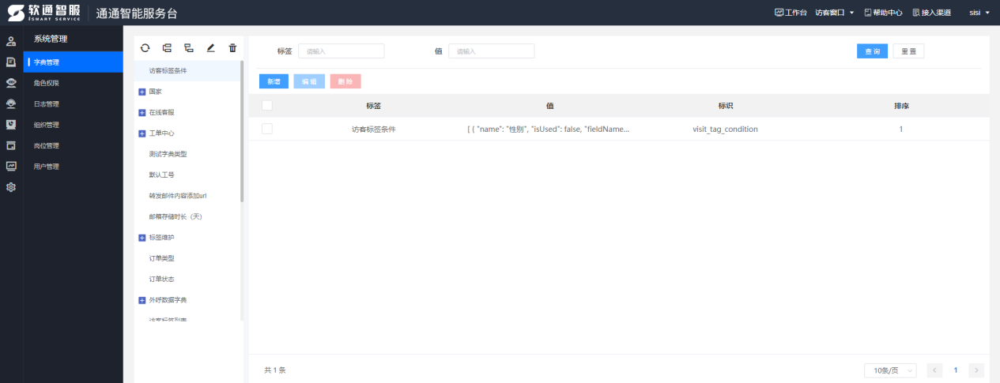 软通智服
ISMART SERVICE
通通智能服务台
工作台 访客窗口 帮助中心 接入渠道 sisi
系统管理
字典管理
角色权限
日志管理
组织管理
岗位管理
用户管理
访客标签条件
国家
在线客服
工单中心
测试字典类型
默认工号
转发邮件内容添加url
邮箱存储时长（天）
标签维护
订单类型
订单状态
外呼数据字典
访客标签列表
标签 请输入 值 请输入 查询 重置
新增 编辑 删除
标签 值 标识 排序
访客标签条件 [ { "name": "性别", "isUsed": false, "fieldName... visit_tag_condition 1
共 1 条 10条/页 1